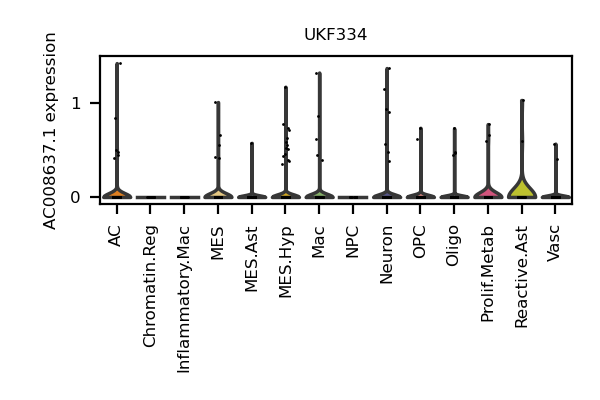 UKF334
AC008637.1 expression
1
0
AC
Chromatin.Reg
Inflammatory.Mac
MES
MES.Ast
MES.Hyp
Mac
NPC
Neuron
OPC
Oligo
Prolif.Metab
Reactive.Ast
Vasc